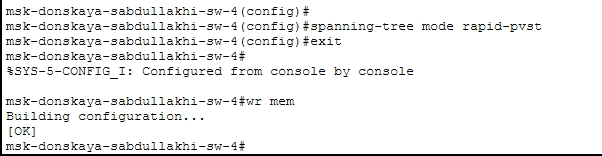 msk-donskaya-sabdullakhi-sw-4(config)#
msk-donskaya-sabdullakhi-sw-4(config)#spanning-tree mode rapid-pvst
msk-donskaya-sabdullakhi-sw-4(config)#exit
msk-donskaya-sabdullakhi-sw-4#
%SYS-5-CONFIG_I: Configured from console by console
msk-donskaya-sabdullakhi-sw-4#wr mem
Building configuration...
[OK]
msk-donskaya-sabdullakhi-sw-4#